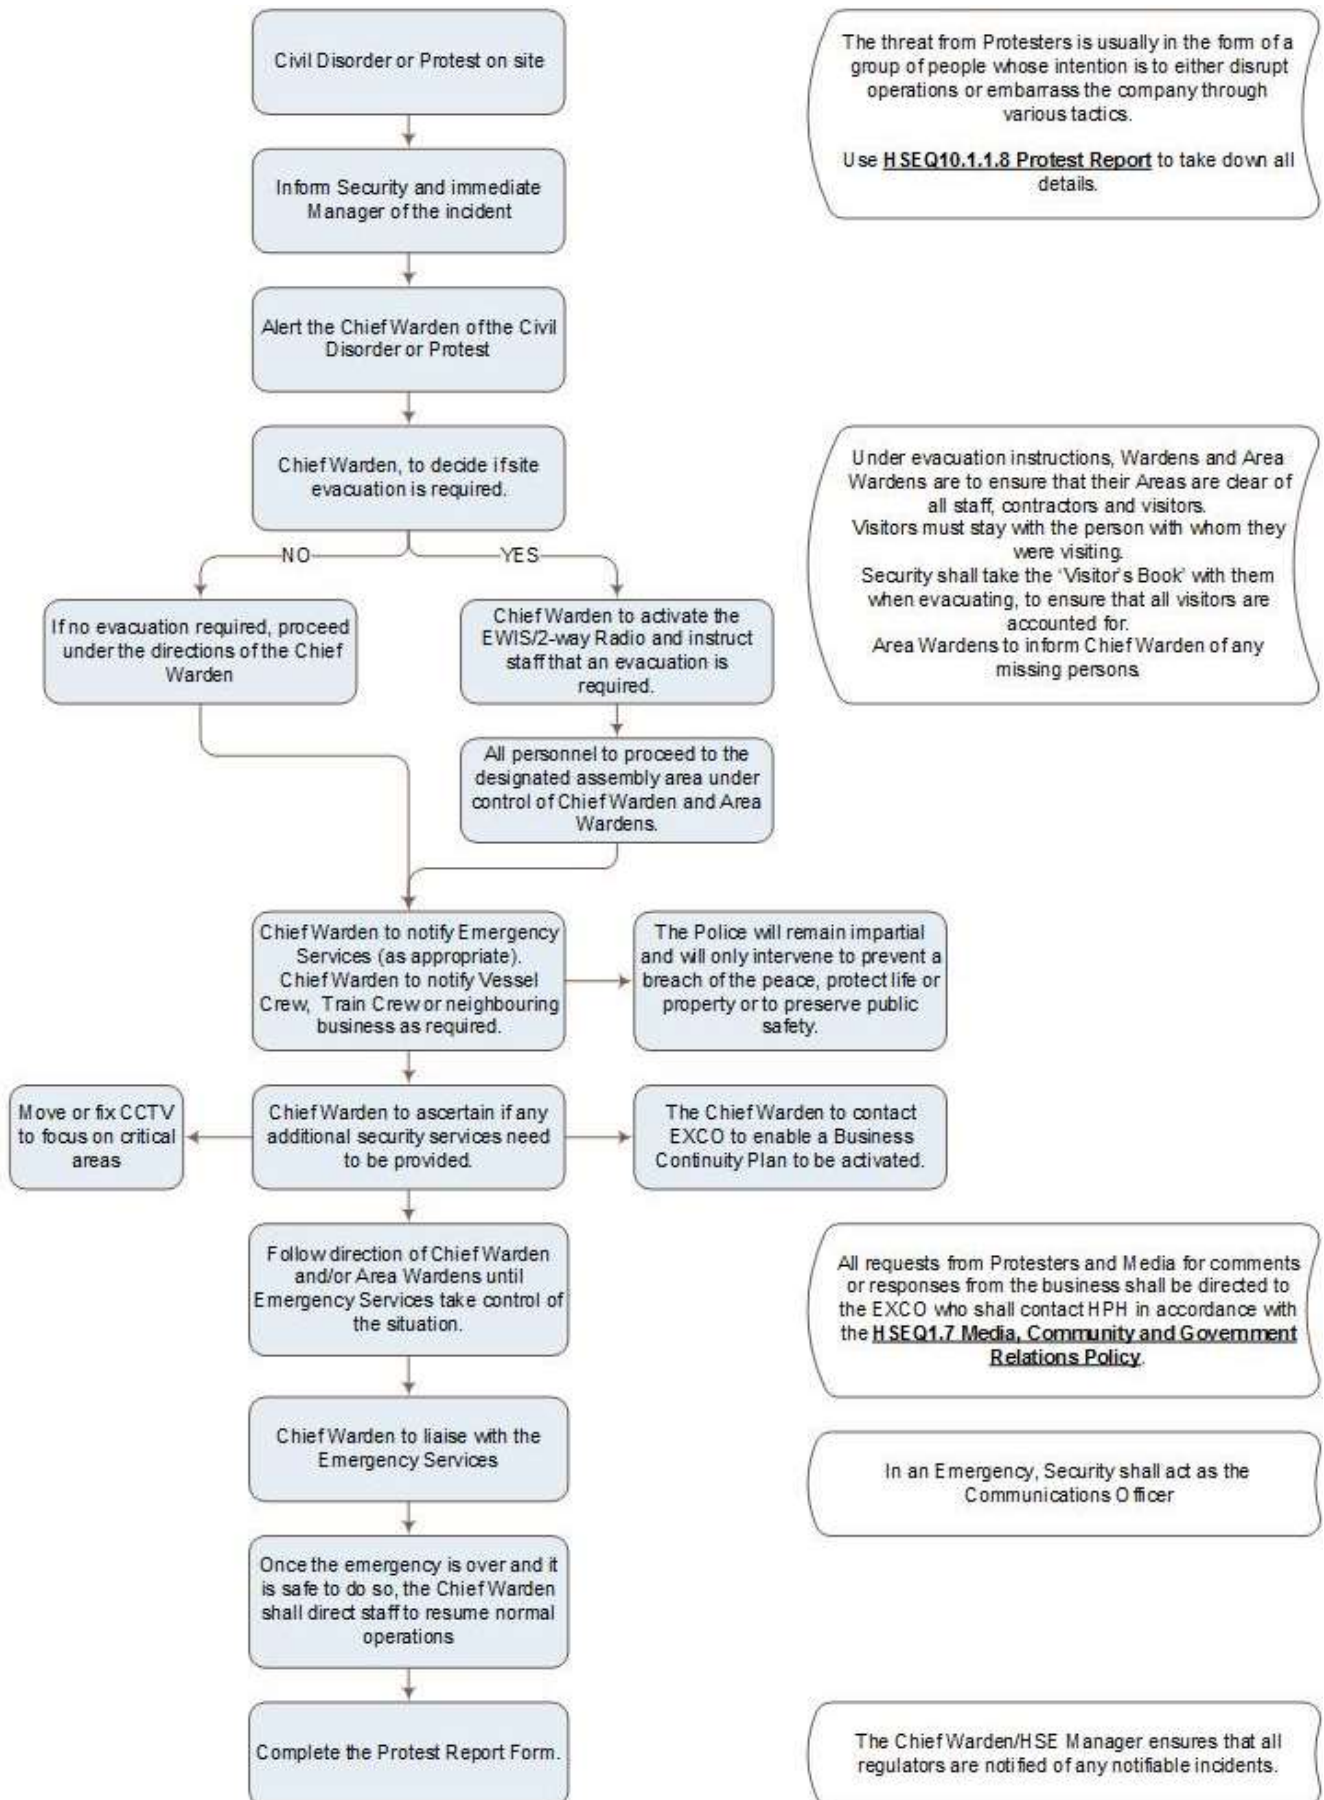 Civil Disorder or Protest on site
The threat from Protesters is usually in the form of a
group of people whose intention is to either disrupt
operations or embarrass the company through
various tactics.
Use HSEQ10.1.1.8 Protest Report to take down all
details.
Inform Security and immediate
Manager of the incident
Alert the Chief Warden of the Civil
Disorder or Protest
Chief Warden, to decide if site
evacuation is required.
Under evacuation instructions, Wardens and Area
Wardens are to ensure that their Areas are clear of
all staff, contractors and visitors.
Visitors must stay with the person with whom they
were visiting.
Security shall take the 'Visitor's Book' with them
when evacuating, to ensure that all visitors are
accounted for.
Area Wardens to inform Chief Warden of any
missing persons.
NO
YES
If no evacuation required, proceed
under the directions of the Chief
Warden
Chief Warden to activate the
EWIS/2-way Radio and instruct
staff that an evacuation is
required.
All personnel to proceed to the
designated assembly area under
control of Chief Warden and Area
Wardens.
Chief Warden to notify Emergency
Services (as appropriate).
Chief Warden to notify Vessel
Crew, Train Crew or neighbouring
business as required.
The Police will remain impartial
and will only intervene to prevent a
breach of the peace, protect life or
property or to preserve public
safety.
Move or fix CCTV
to focus on critical
areas
Chief Warden to ascertain if any
additional security services need
to be provided.
The Chief Warden to contact
EXCO to enable a Business
Continuity Plan to be activated.
Follow direction of Chief Warden
and/or Area Wardens until
Emergency Services take control of
the situation.
All requests from Protesters and Media for comments
or responses from the business shall be directed to
the EXCO who shall contact HPH in accordance with
the HSEQ1.7 Media, Community and Government
Relations Policy.
Chief Warden to liaise with the
Emergency Services
In an Emergency, Security shall act as the
Communications Officer
Once the emergency is over and it
is safe to do so, the Chief Warden
shall direct staff to resume normal
operations
Complete the Protest Report Form.
The Chief Warden/HSE Manager ensures that all
regulators are notified of any notifiable incidents.